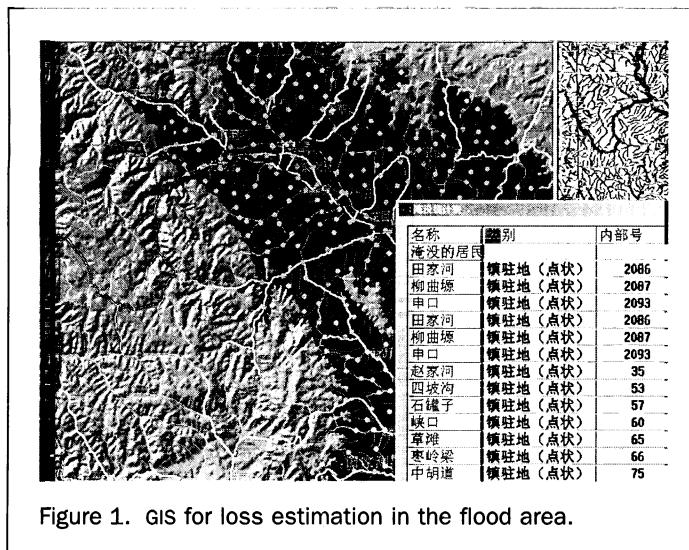 名称 类别 内部号
淹没的居民
田家河 镇驻地（点状） 2086
柳曲塬 镇驻地（点状） 2087
申口 镇驻地（点状） 2093
田家河 镇驻地（点状） 2086
柳曲塬 镇驻地（点状） 2087
申口 镇驻地（点状） 2093
赵家河 镇驻地（点状） 35
四坡沟 镇驻地（点状） 53
石罐子 镇驻地（点状） 57
峡口 镇驻地（点状） 60
草滩 镇驻地（点状） 65
枣岭梁 镇驻地（点状） 66
中胡道 镇驻地（点状） 75
Figure 1. GIS for loss estimation in the flood area.